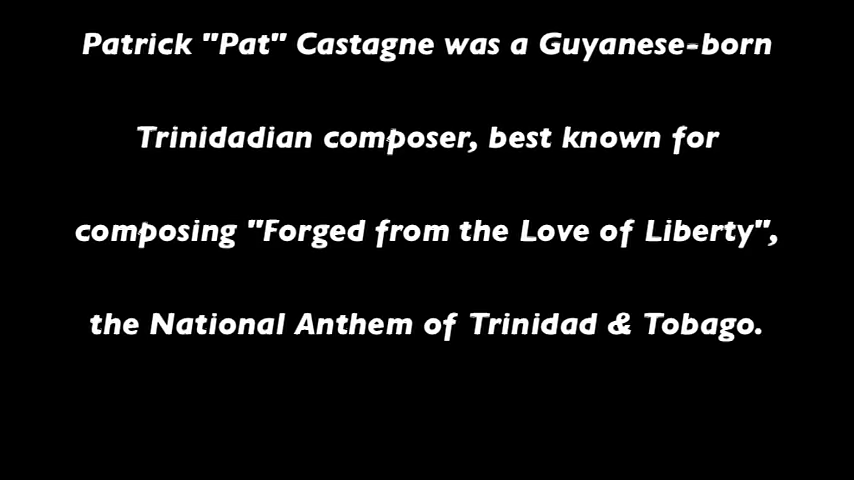 Patrick "Pat" Castagne was a Guyanese-born
Trinidadian composer, best known for
composing "Forged from the Love of Liberty",
the National Anthem of Trinidad & Tobago.